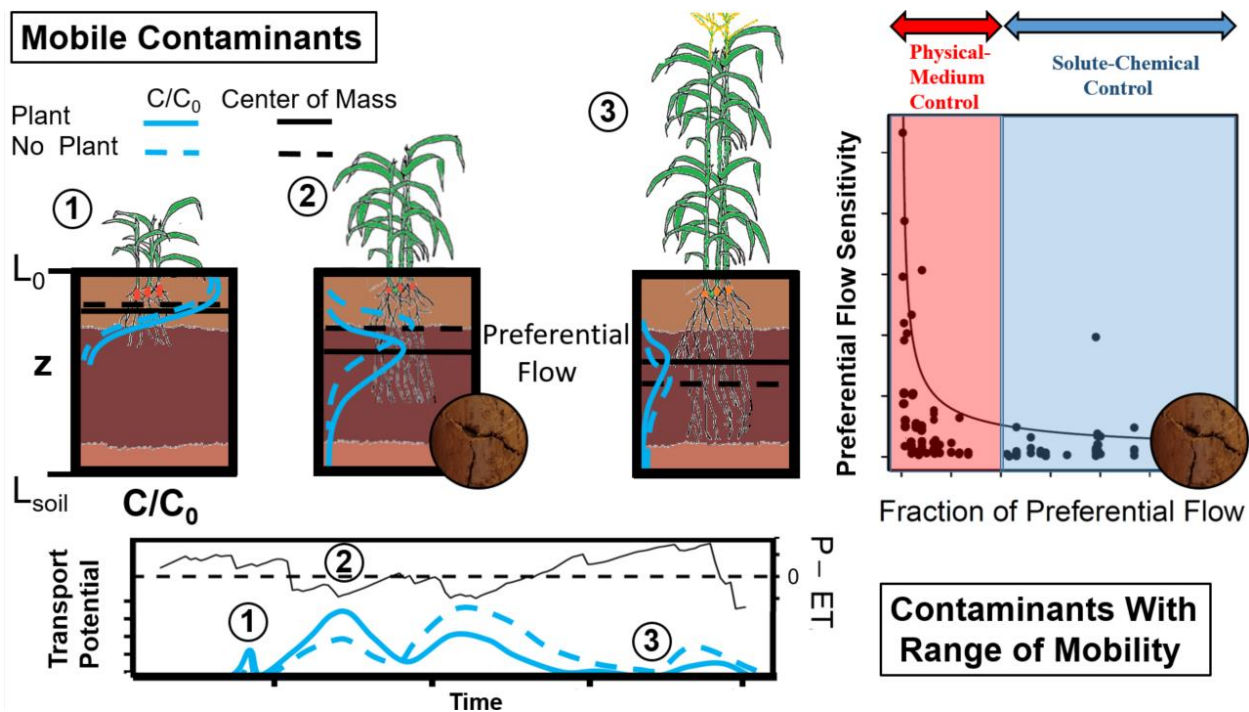 Mobile Contaminants
C/C₀ Center of Mass
Plant
No Plant
1
2
3
L₀
z
Lsoil
C/C₀
Preferential
Flow
Transport
Potential
1
2
3
0
P – ET
Time
Physical-
Medium
Control
Solute-Chemical
Control
Preferential Flow Sensitivity
Fraction of Preferential Flow
Contaminants With
Range of Mobility